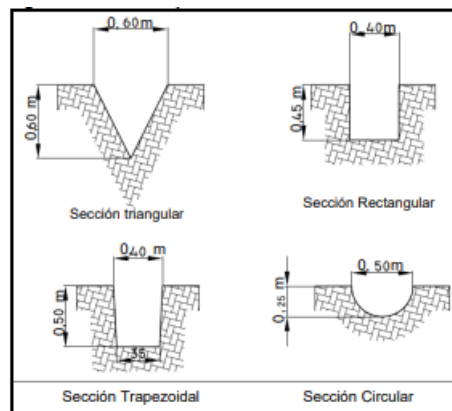 0,60m
0,60 m
Sección triangular
0,40m
0,45 m
Sección Rectangular
0,40 m
0,50 m
35
Sección Trapezoidal
0,50m
0,25 m
Sección Circular